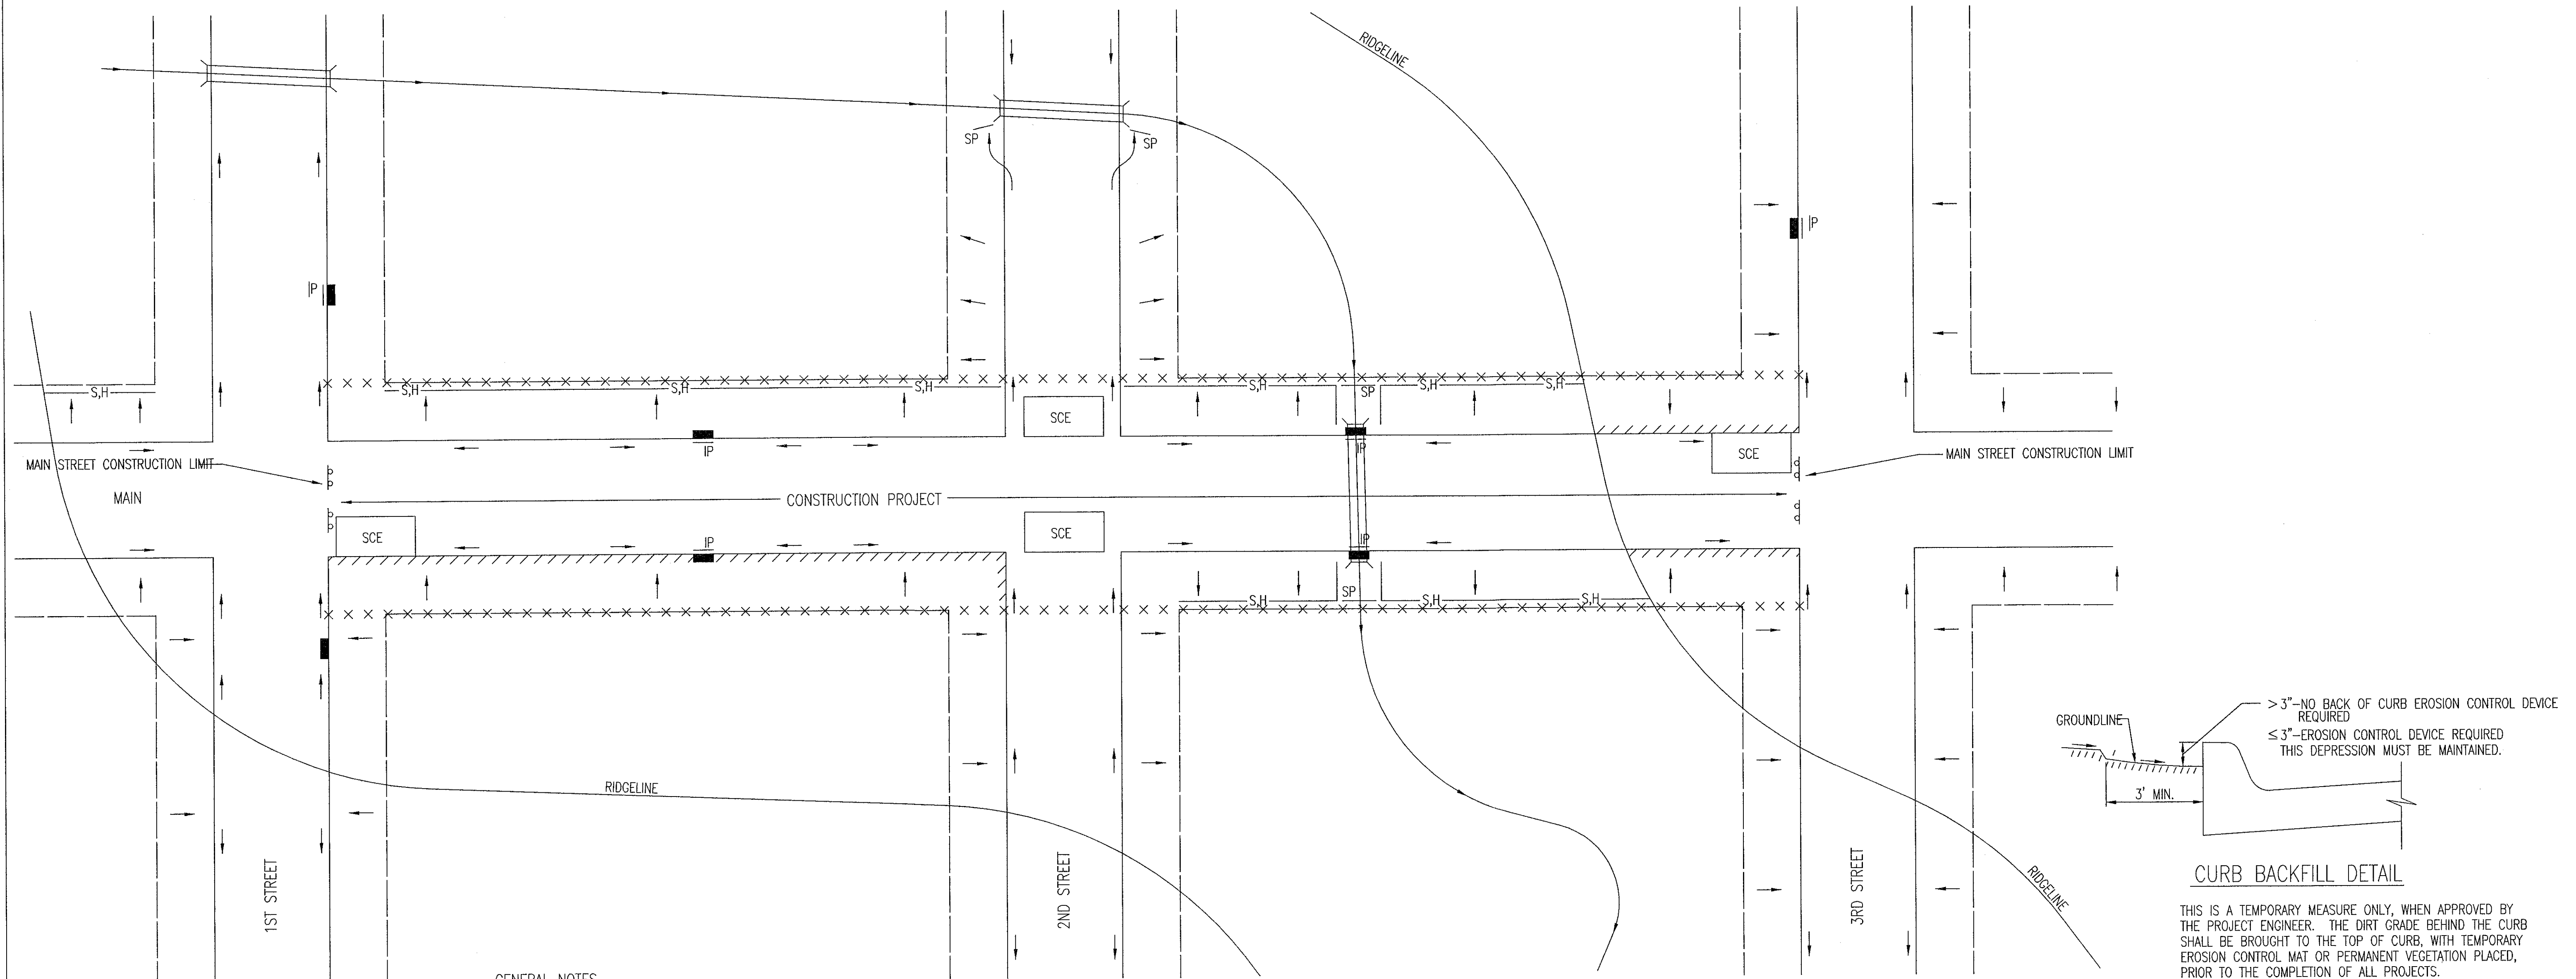 RIDGELINE
SP
SP
IP
IP
S,H
S,H
S,H
S,H
S,H
SP
S,H
S,H
SCE
IP
IP
SCE
MAIN STREET CONSTRUCTION LIMIT
MAIN STREET CONSTRUCTION LIMIT
MAIN
CONSTRUCTION PROJECT
SCE
SCE
IP
IP
S,H
SP
S,H
S,H
RIDGELINE
1ST STREET
2ND STREET
3RD STREET
RIDGELINE
GENERAL NOTES
GROUNDLINE
> 3"-NO BACK OF CURB EROSION CONTROL DEVICE
REQUIRED
≤ 3"-EROSION CONTROL DEVICE REQUIRED
THIS DEPRESSION MUST BE MAINTAINED.
3' MIN.
CURB BACKFILL DETAIL
THIS IS A TEMPORARY MEASURE ONLY, WHEN APPROVED BY
THE PROJECT ENGINEER. THE DIRT GRADE BEHIND THE CURB
SHALL BE BROUGHT TO THE TOP OF CURB, WITH TEMPORARY
EROSION CONTROL MAT OR PERMANENT VEGETATION PLACED,
PRIOR TO THE COMPLETION OF ALL PROJECTS.